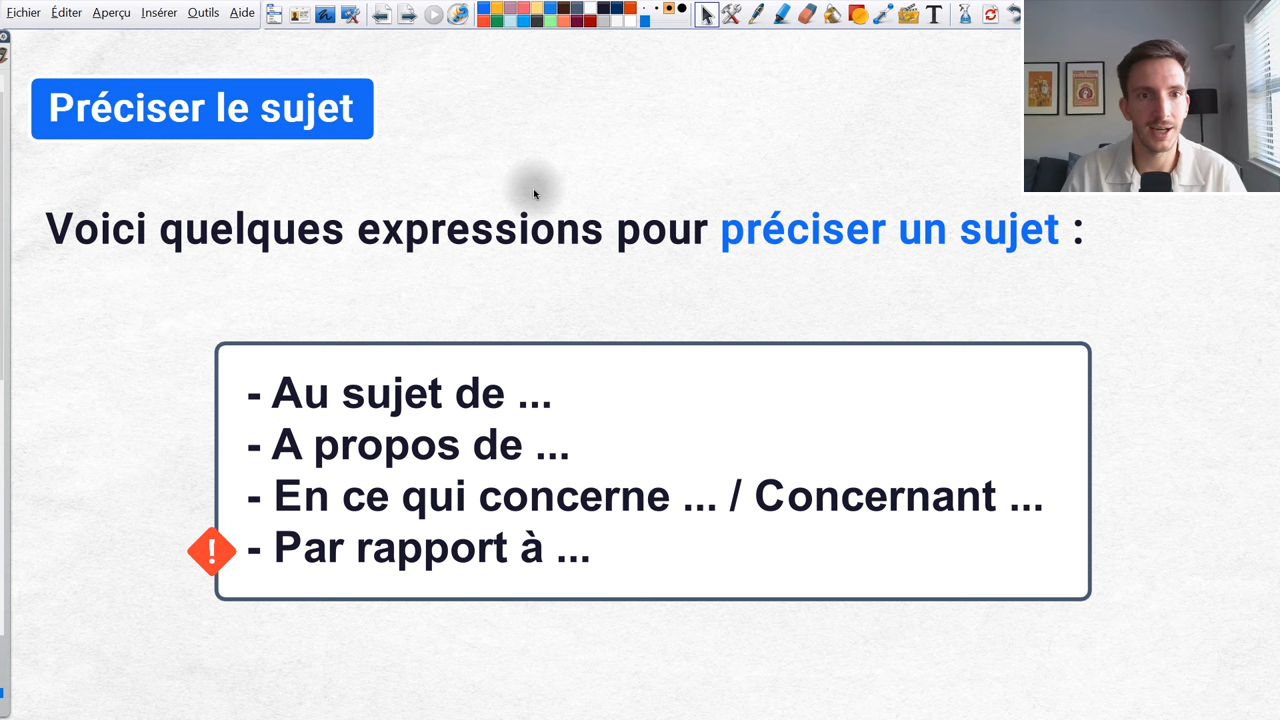 Fichier Éditer Aperçu Insérer Outils Aide
Préciser le sujet
Voici quelques expressions pour préciser un sujet :
- Au sujet de ...
- A propos de ...
- En ce qui concerne ... / Concernant ...
! - Par rapport à ...